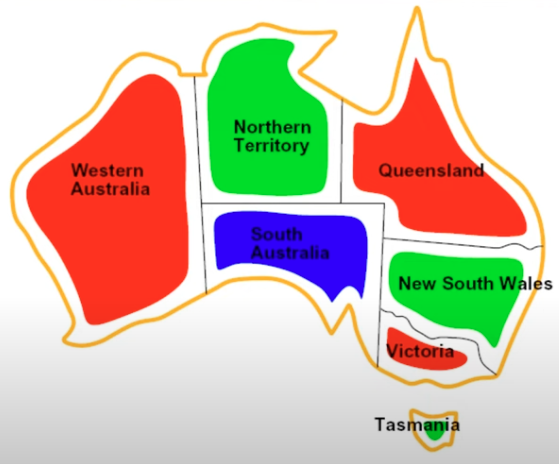 Northern
Territory
Western
Australia
Queensland
South
Australia
New South Wales
Victoria
Tasmania